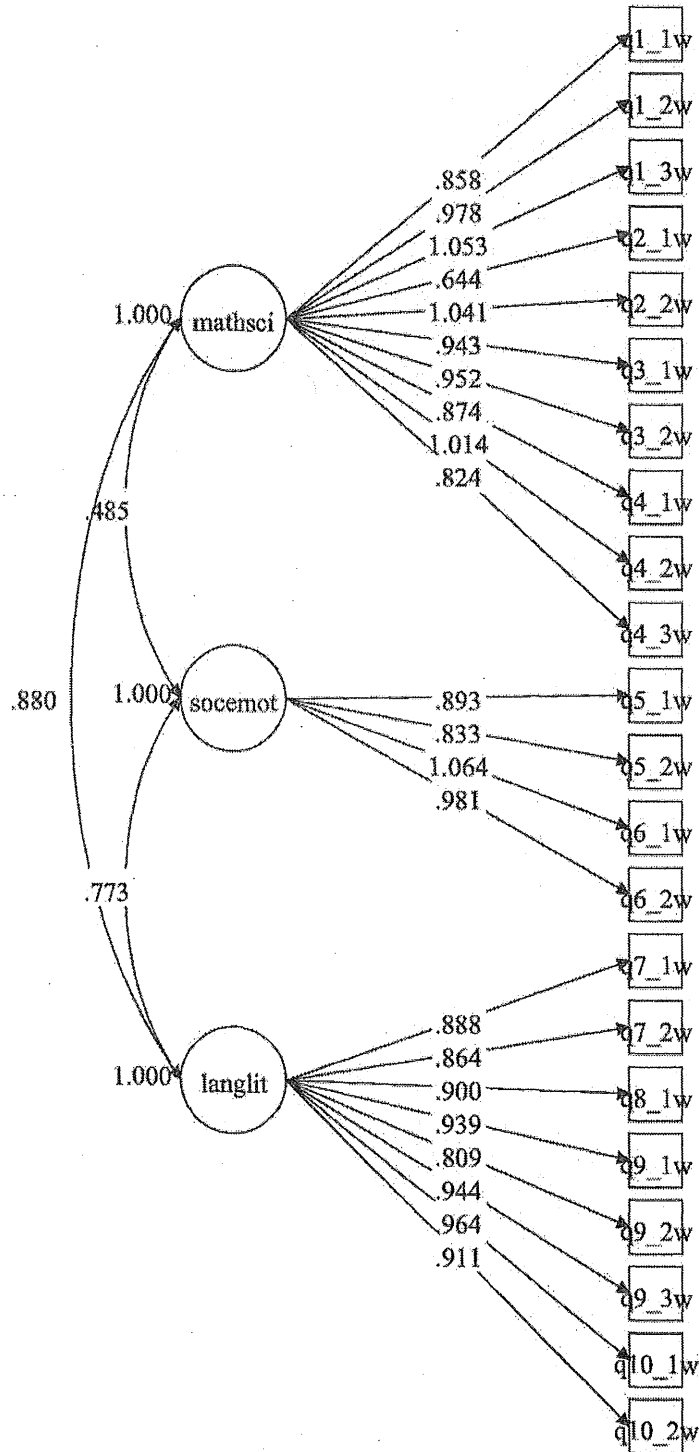 q1_1w
q1_2w
q1_3w
.858
.978
q2_1w
1.053
.644
q2_2w
1.000 mathsci
1.041
.943
q3_1w
.952
.874
q3_2w
1.014
.824
q4_1w
.485
q4_2w
q4_3w
1.000 socemot
.893
q5_1w
.880
.833
q5_2w
1.064
.981
q6_1w
.773
q6_2w
q7_1w
.888
q7_2w
.864
1.000 langlit
.900
q8_1w
.939
.809
q9_1w
.944
.964
q9_2w
.911
q9_3w
q10_1w
q10_2w